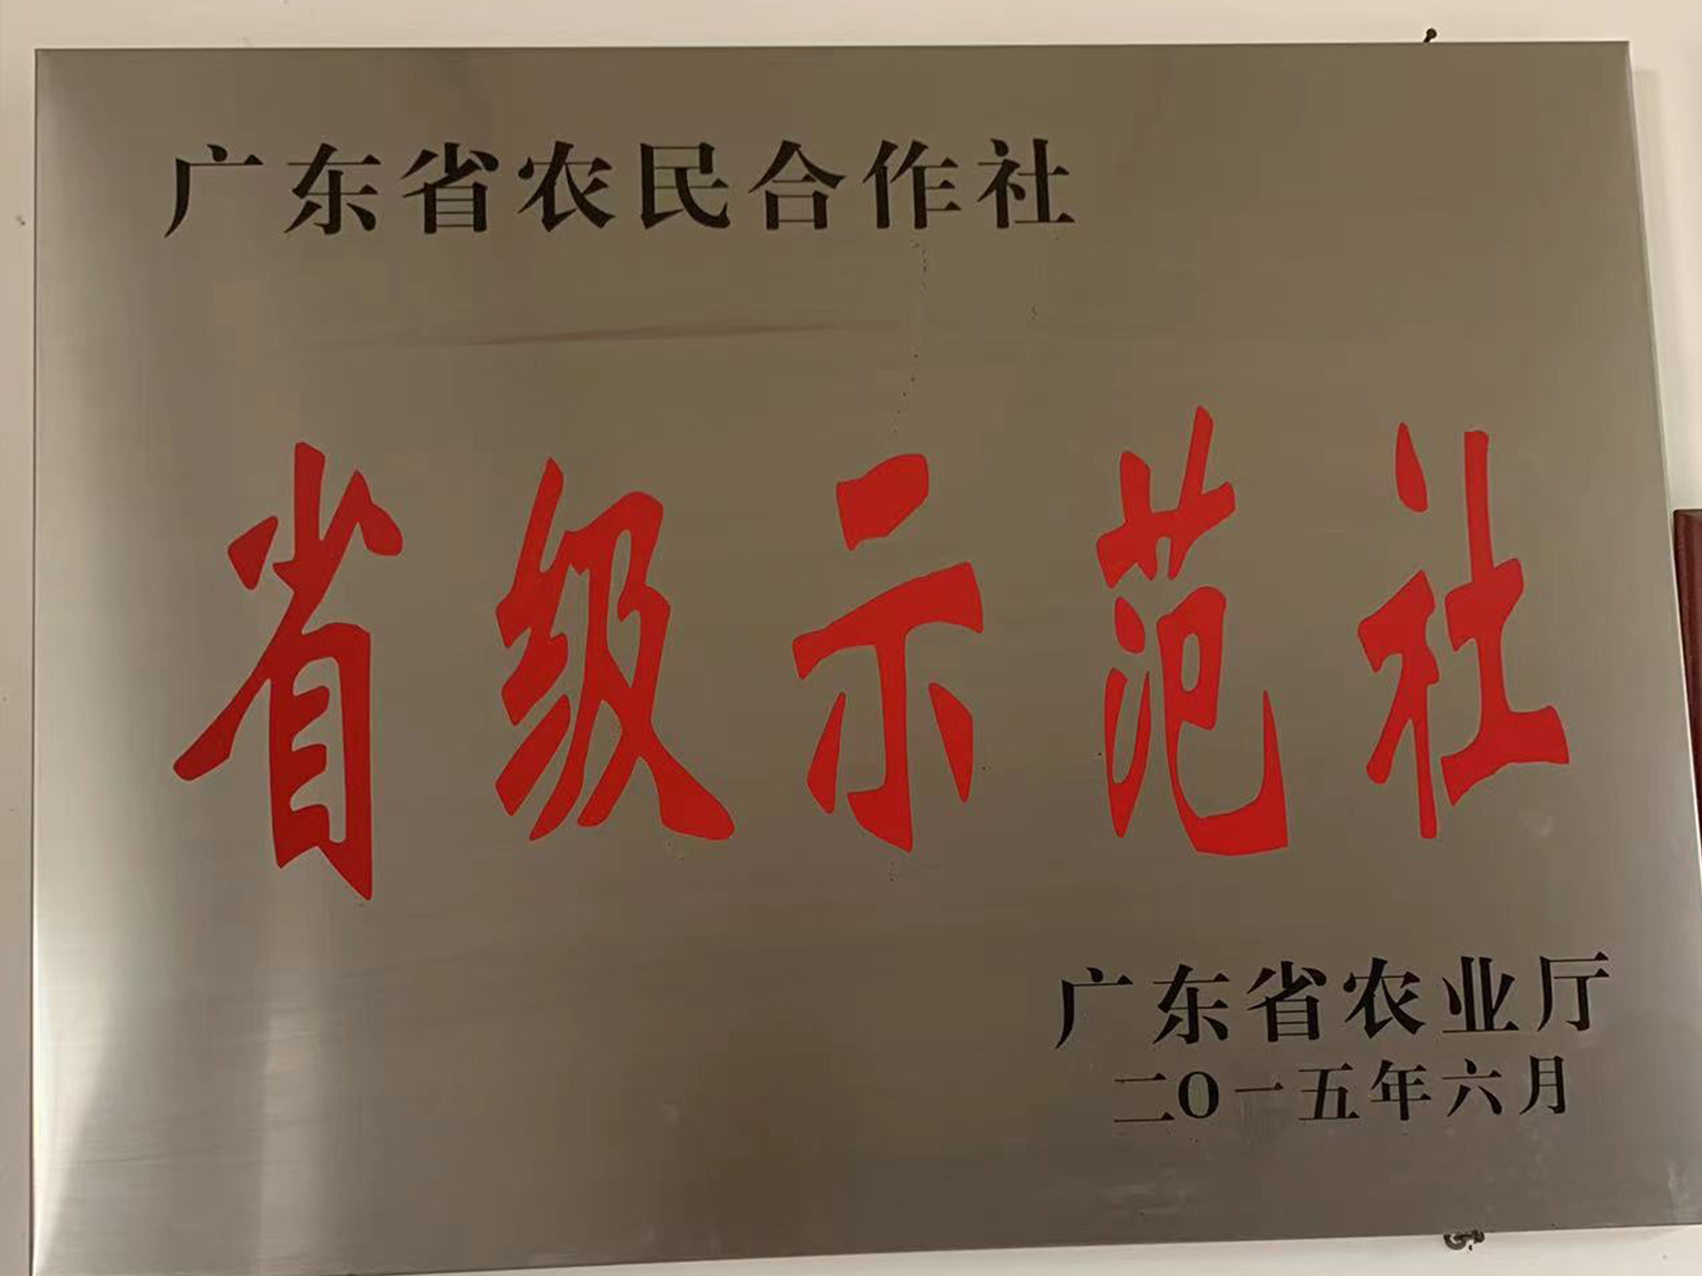 广东省农民合作社
省级示范社
广东省农业厅
二O一五年六月